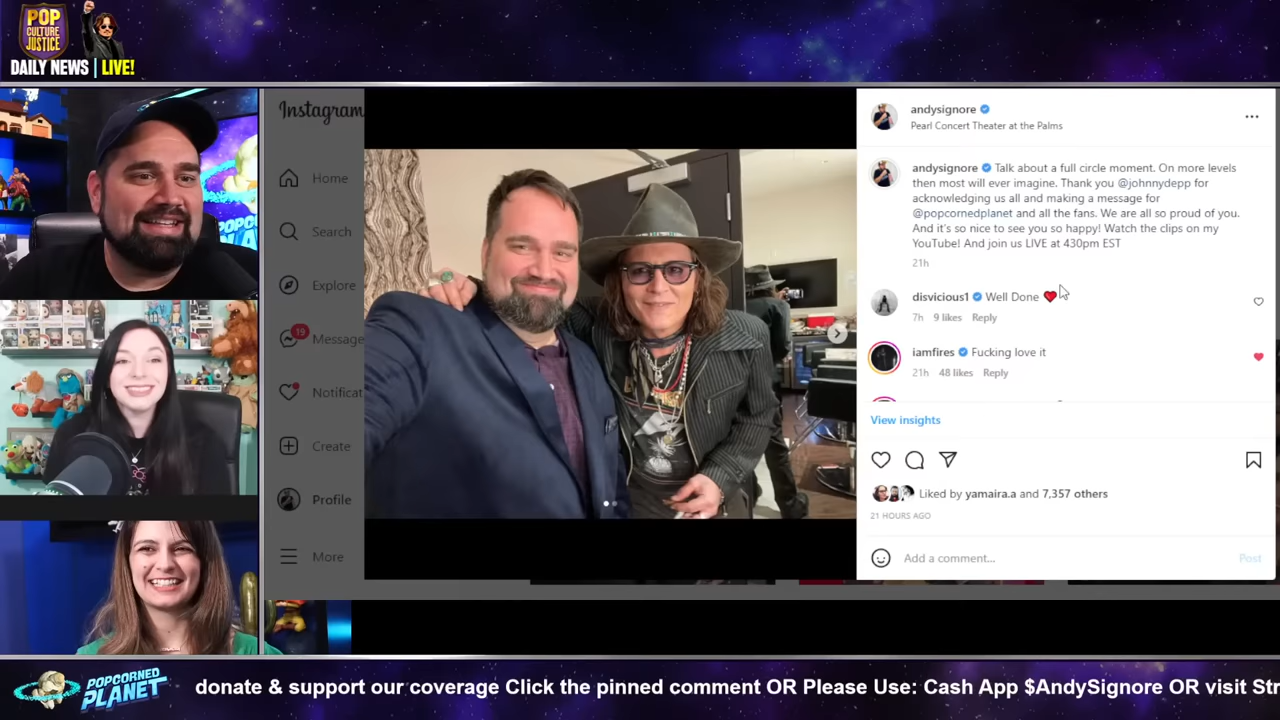 POP
CULTURE
JUSTICE
DAILY NEWS | LIVE!
Instagram
Home
Search
Explore
19
Message
Notificat
Create
Profile
More
andysignore
Pearl Concert Theater at the Palms
andysignore Talk about a full circle moment. On more levels
then most will ever imagine. Thank you @johnnydepp for
acknowledging us all and making a message for
@popcornedplanet and all the fans. We are all so proud of you.
And it's so nice to see you so happy! Watch the clips on my
YouTube! And join us LIVE at 430pm EST
21h
disvicious1 Well Done ❤️
7h 9 likes Reply
iamfires Fucking love it
21h 48 likes Reply
View insights
Liked by yamaira.a and 7,357 others
21 HOURS AGO
Add a comment...
Post
POPCORNED
PLANET
donate & support our coverage Click the pinned comment OR Please Use: Cash App $AndySignore OR visit Str